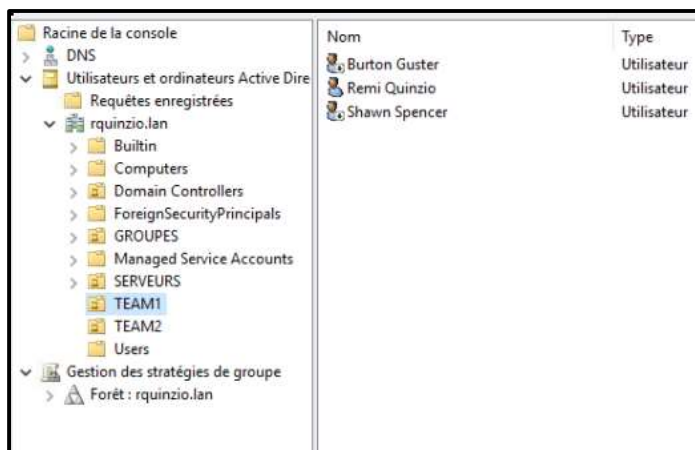 Racine de la console
DNS
Utilisateurs et ordinateurs Active Dire
Requêtes enregistrées
rquinzio.lan
Builtin
Computers
Domain Controllers
ForeignSecurityPrincipals
GROUPES
Managed Service Accounts
SERVEURS
TEAM1
TEAM2
Users
Gestion des stratégies de groupe
Forêt : rquinzio.lan
Nom Type
Burton Guster Utilisateur
Remi Quinzio Utilisateur
Shawn Spencer Utilisateur